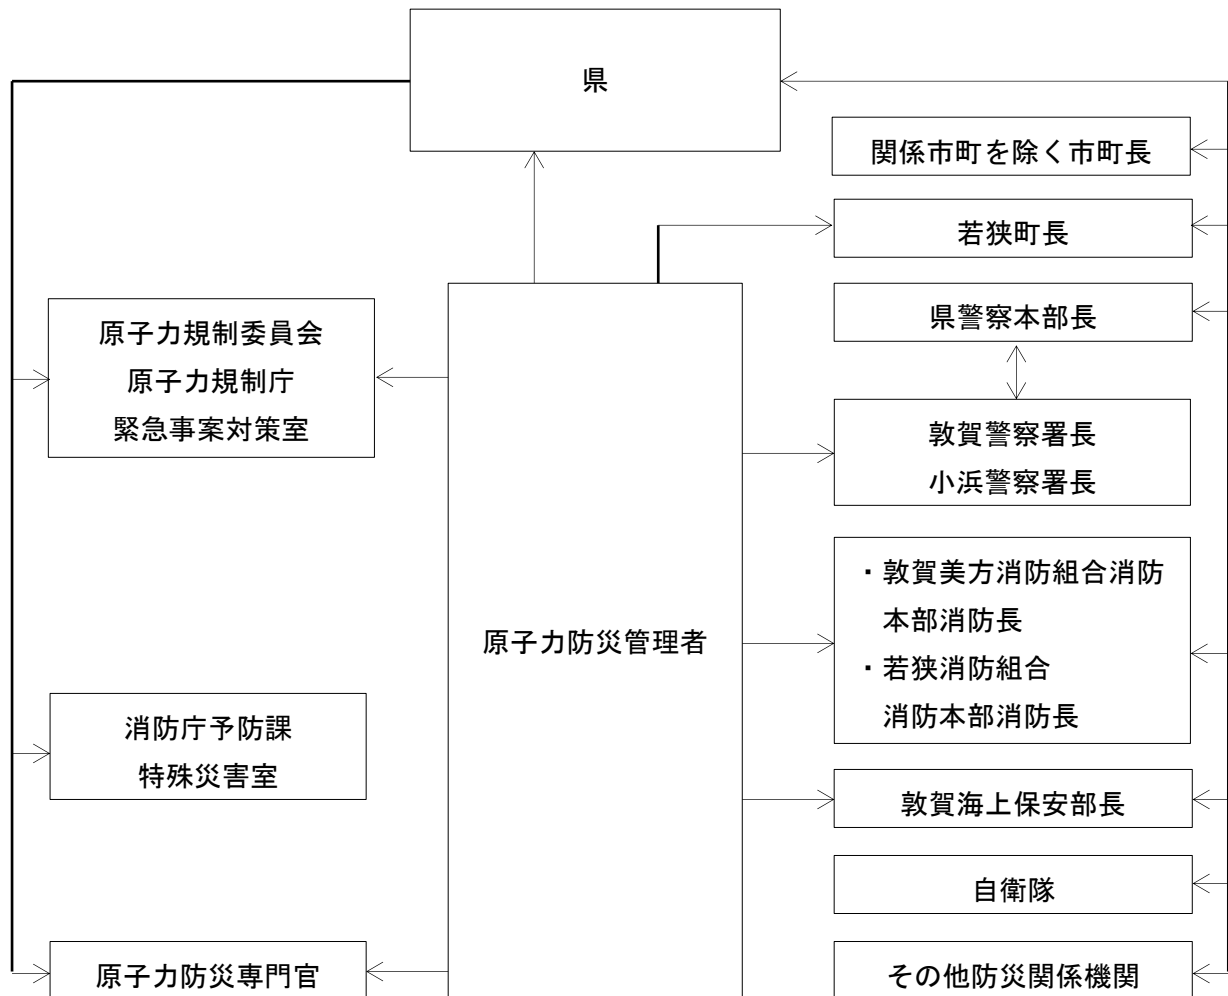 県
関係市町を除く市町長
若狭町長
県警察本部長
原子力規制委員会
原子力規制庁
緊急事案対策室
敦賀警察署長
小浜警察署長
・敦賀美方消防組合消防
本部消防長
・若狭消防組合
消防本部消防長
原子力防災管理者
消防庁予防課
特殊災害室
敦賀海上保安部長
自衛隊
原子力防災専門官
その他防災関係機関